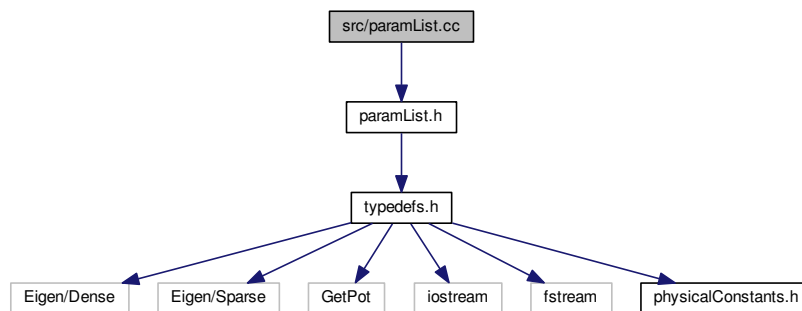 src/paramList.cc
paramList.h
typedefs.h
Eigen/Dense
Eigen/Sparse
GetPot
iostream
fstream
physicalConstants.h